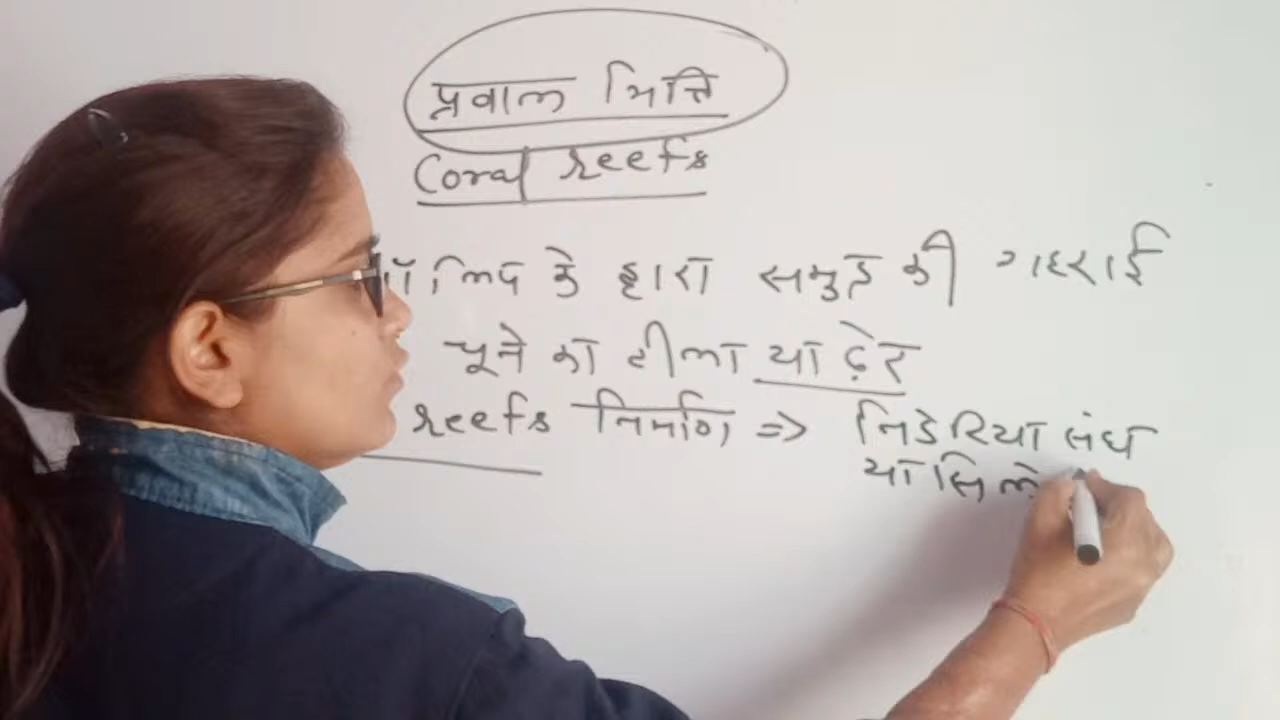 प्रवाल भित्ति
Coral reefs
के द्वारा समुद्र की गहराई
चूने का टीला या ढ़ेर
reefs निर्माण => निडेरिया संघ
या सिले